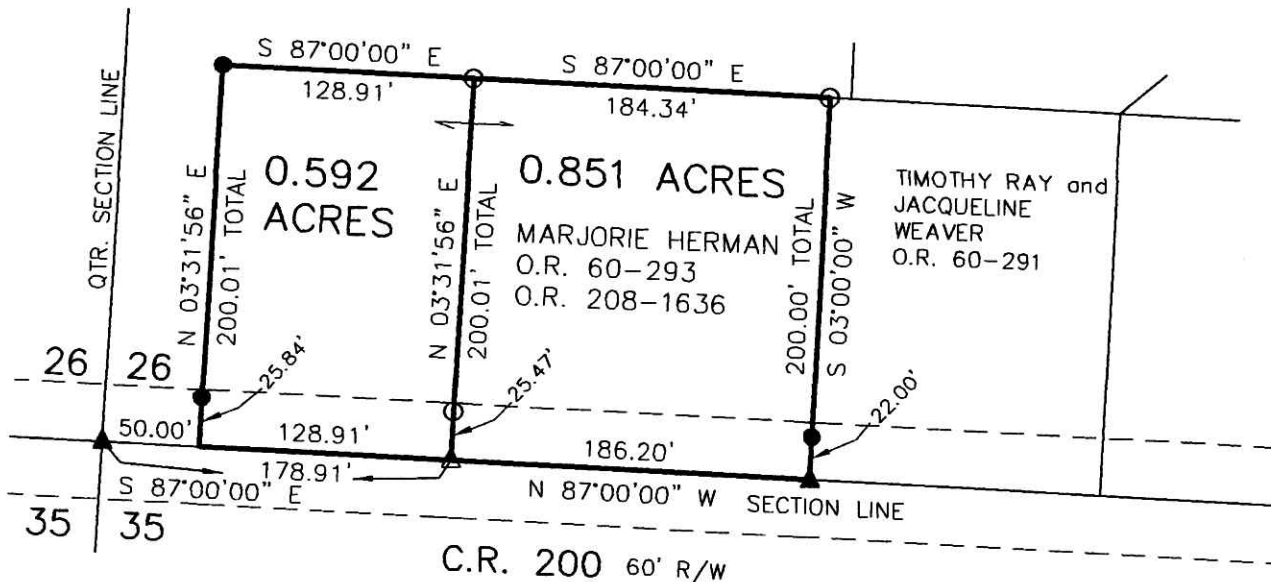 S 87°00'00" E
128.91'
S 87°00'00" E
184.34'
QTR. SECTION LINE
N 03°31'56" E
200.01' TOTAL
0.592
ACRES
N 03°31'56" E
200.01' TOTAL
0.851 ACRES
MARJORIE HERMAN
O.R. 60-293
O.R. 208-1636
200.00' TOTAL
S 03°00'00" W
TIMOTHY RAY and
JACQUELINE
WEAVER
O.R. 60-291
26
26
25.84'
25.47'
22.00'
50.00'
128.91'
186.20'
178.91'
S 87°00'00" E
N 87°00'00" W
SECTION LINE
35
35
C.R. 200 60' R/W